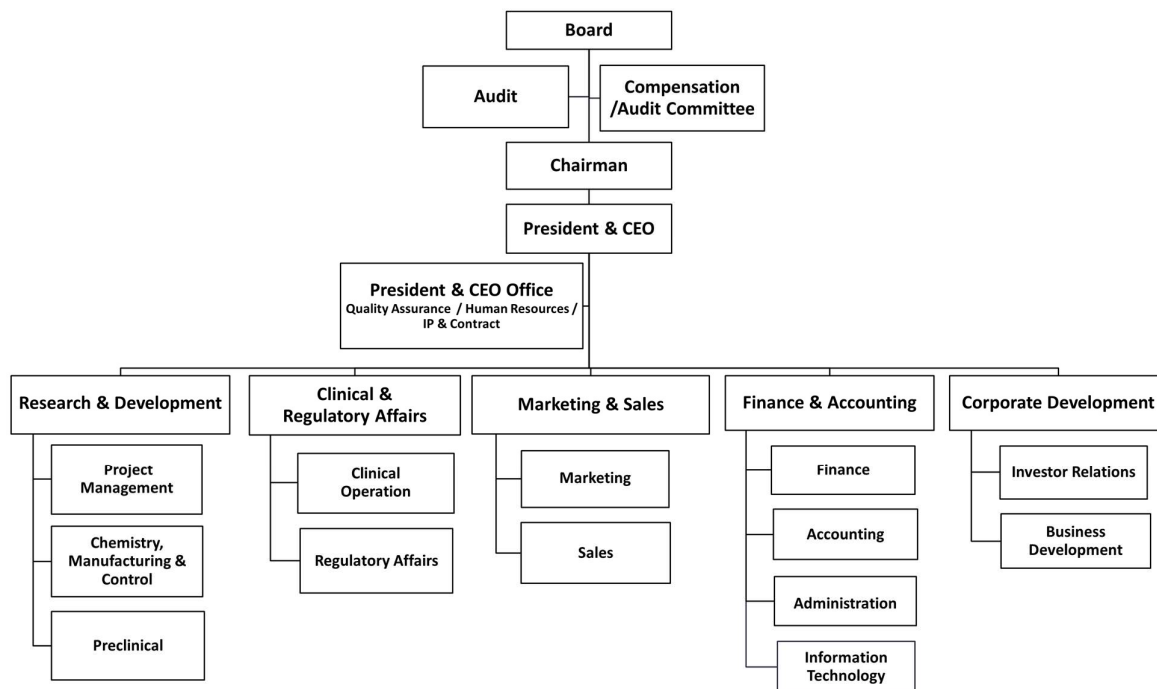 Board
Audit
Compensation
/Audit Committee
Chairman
President & CEO
President & CEO Office
Quality Assurance / Human Resources /
IP & Contract
Research & Development
Project
Management
Chemistry,
Manufacturing &
Control
Preclinical
Clinical &
Regulatory Affairs
Clinical
Operation
Regulatory Affairs
Marketing & Sales
Marketing
Sales
Finance & Accounting
Finance
Accounting
Administration
Information
Technology
Corporate Development
Investor Relations
Business
Development